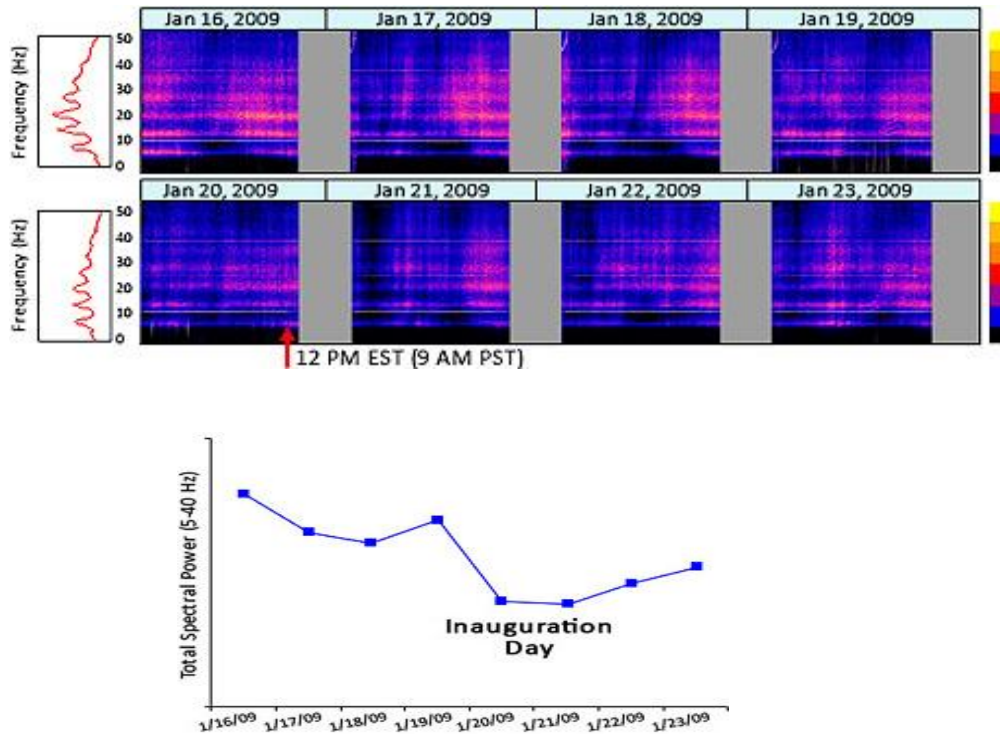 Jan 16, 2009 Jan 17, 2009 Jan 18, 2009 Jan 19, 2009
Frequency (Hz)
50
40
30
20
10
0
Jan 20, 2009 Jan 21, 2009 Jan 22, 2009 Jan 23, 2009
Frequency (Hz)
50
40
30
20
10
0
12 PM EST (9 AM PST)
Total Spectral Power (5-40 Hz)
Inauguration
Day
1/16/09 1/17/09 1/18/09 1/19/09 1/20/09 1/21/09 1/22/09 1/23/09